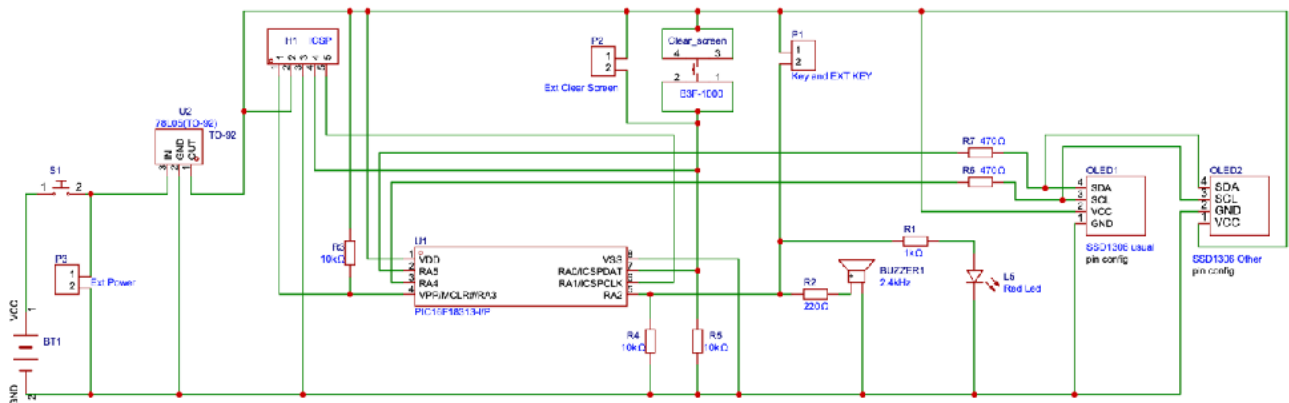 H1 ICSP
1 2 3 4 5
P2
1
2
Ext Clear Screen
Clear_screen
4 3
2 1
B3F-1000
P1
1
2
Key and EXT KEY
U2
78L05(TO-92)
TO-92
IN
GND
OUT
3 2 1
S1
1 2
P3
1
2
Ext Power
VCC
1
BT1
GND
2
R3
10kΩ
U1
1 VDD
2 RA5
3 RA4
4 VPP/MCLR#/RA3
VSS 8
RA0/ICSPDAT 7
RA1/ICSPCLK 6
RA2 5
PIC16F18313-I/P
R4
10kΩ
R5
10kΩ
R7 470Ω
R6 470Ω
R1
1kΩ
R2
220Ω
BUZZER1
2.4kHz
L5
Red Led
OLED1
4 SDA
3 SCL
2 VCC
1 GND
SSD1306 usual
pin config
OLED2
4 SDA
3 SCL
2 GND
1 VCC
SSD1306 Other
pin config